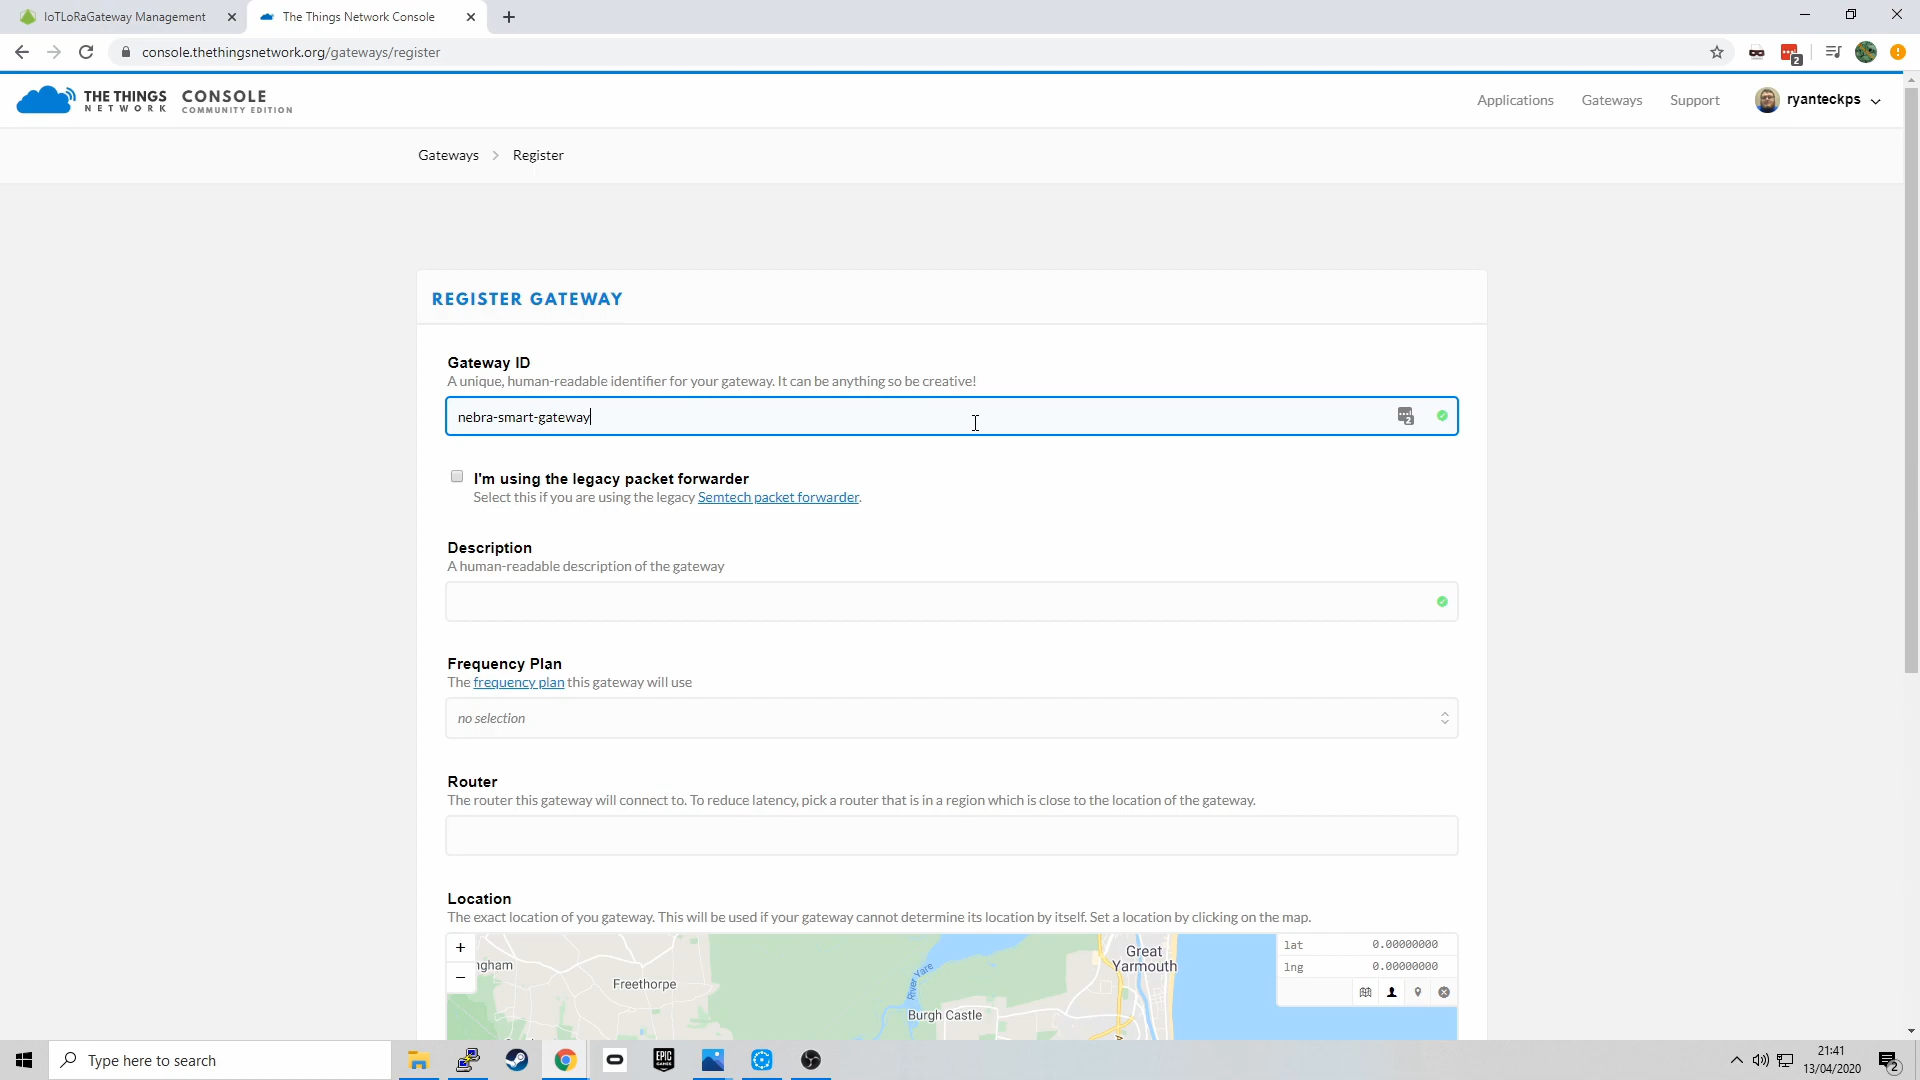 IoTLoRaGateway Management
The Things Network Console
console.thethingsnetwork.org/gateways/register
2
THE THINGS
NETWORK
CONSOLE
COMMUNITY EDITION
Applications
Gateways
Support
ryanteckps
Gateways > Register
REGISTER GATEWAY
Gateway ID
A unique, human-readable identifier for your gateway. It can be anything so be creative!
nebra-smart-gateway
2
I'm using the legacy packet forwarder
Select this if you are using the legacy Semtech packet forwarder.
Description
A human-readable description of the gateway
Frequency Plan
The frequency plan this gateway will use
no selection
Router
The router this gateway will connect to. To reduce latency, pick a router that is in a region which is close to the location of the gateway.
Location
The exact location of you gateway. This will be used if your gateway cannot determine its location by itself. Set a location by clicking on the map.
+
−
ngham
Freethorpe
River Yare
Burgh Castle
Great
Yarmouth
lat 0.00000000
lng 0.00000000
Type here to search
EPIC
GAMES
21:41
13/04/2020
2